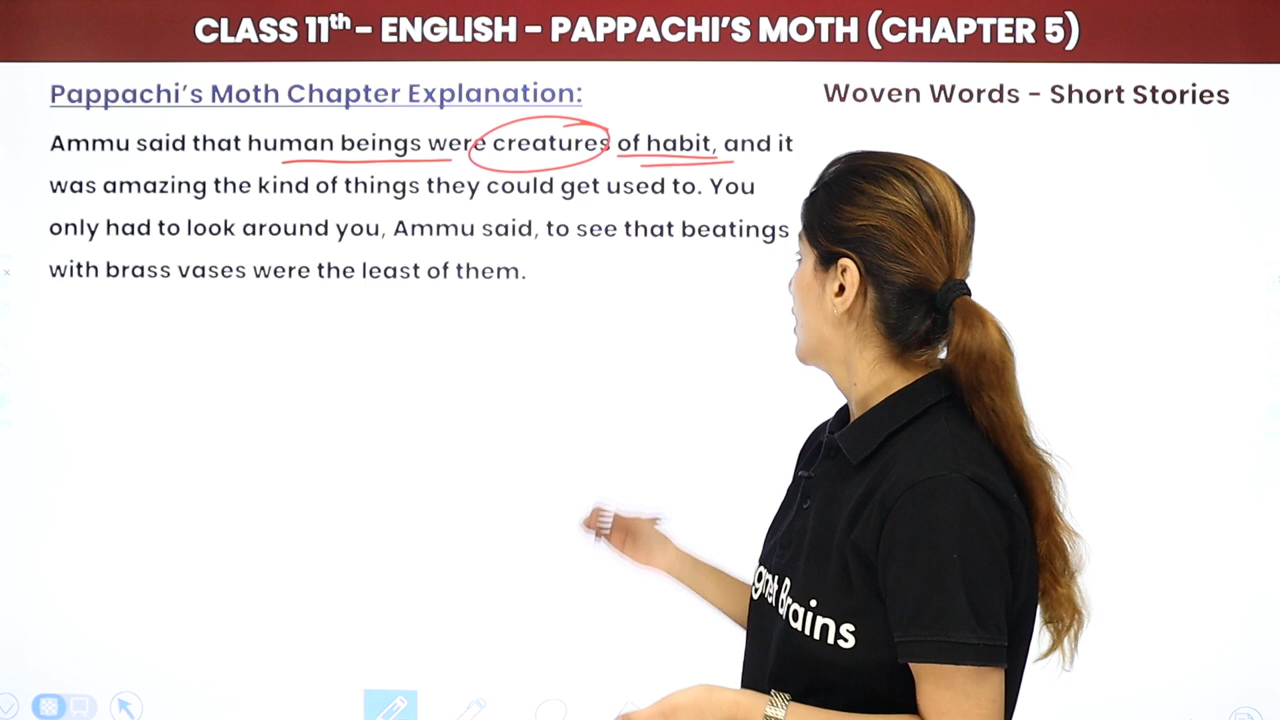 CLASS 11th – ENGLISH – PAPPACHI’S MOTH (CHAPTER 5)
Pappachi’s Moth Chapter Explanation:
Woven Words – Short Stories
Ammu said that human beings were creatures of habit, and it
was amazing the kind of things they could get used to. You
only had to look around you, Ammu said, to see that beatings
with brass vases were the least of them.
gnet Brains